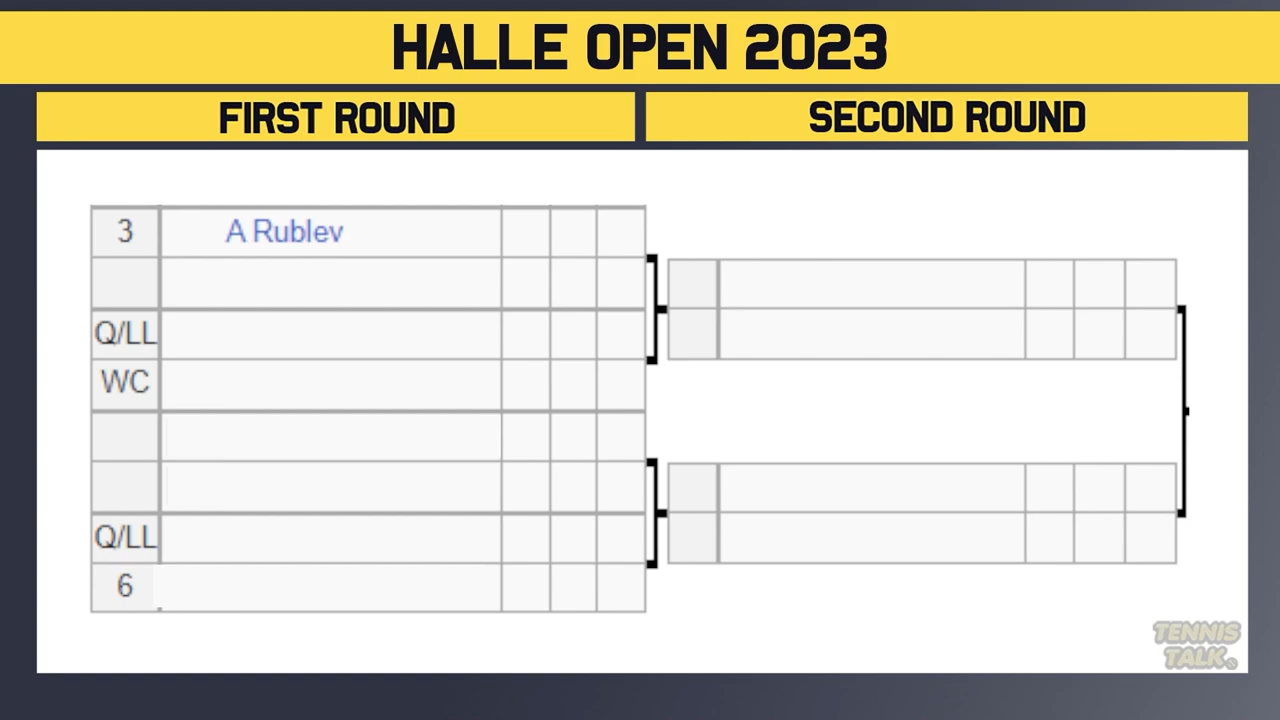 HALLE OPEN 2023
FIRST ROUND
SECOND ROUND
3 A Rublev
Q/LL
WC
Q/LL
6
TENNIS
TALK